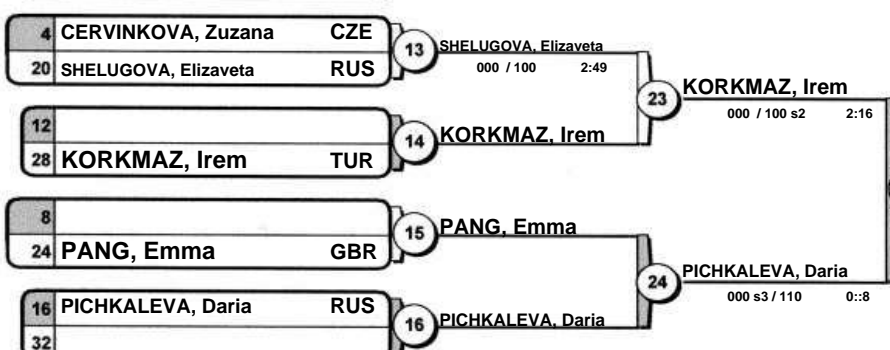 4 CERVINKOVA, Zuzana CZE
20 SHELUGOVA, Elizaveta RUS
13
SHELUGOVA, Elizaveta
000 / 100 2:49
12
28 KORKMAZ, Irem TUR
14
KORKMAZ, Irem
23
KORKMAZ, Irem
000 / 100 s2 2:16
8
24 PANG, Emma GBR
15
PANG, Emma
16 PICHKALEVA, Daria RUS
32
16
PICHKALEVA, Daria
24
PICHKALEVA, Daria
000 s3 / 110 0::8